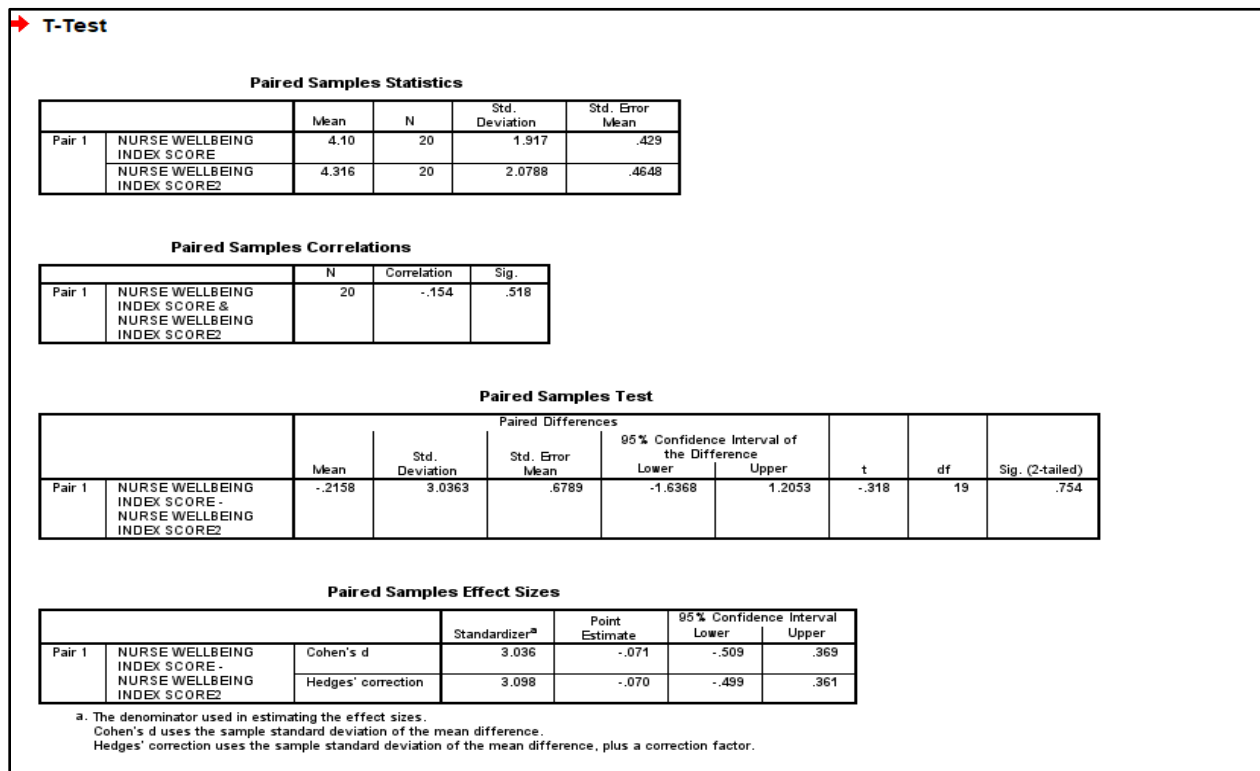 T-Test
Paired Samples Statistics
Mean N Std. Deviation Std. Error Mean
Pair 1 NURSE WELLBEING INDEX SCORE 4.10 20 1.917 .429
NURSE WELLBEING INDEX SCORE2 4.316 20 2.0788 .4648
Paired Samples Correlations
N Correlation Sig.
Pair 1 NURSE WELLBEING INDEX SCORE & NURSE WELLBEING INDEX SCORE2 20 -.154 .518
Paired Samples Test
Paired Differences
95% Confidence Interval of the Difference
Mean Std. Deviation Std. Error Mean Lower Upper t df Sig. (2-tailed)
Pair 1 NURSE WELLBEING INDEX SCORE - NURSE WELLBEING INDEX SCORE2 -.2158 3.0363 .6789 -1.6368 1.2053 -.318 19 .754
Paired Samples Effect Sizes
Standardizerª Point Estimate 95% Confidence Interval Lower Upper
Pair 1 NURSE WELLBEING INDEX SCORE - NURSE WELLBEING INDEX SCORE2 Cohen's d 3.036 -.071 -.509 .369
Hedges' correction 3.098 -.070 -.499 .361
a. The denominator used in estimating the effect sizes.
Cohen's d uses the sample standard deviation of the mean difference.
Hedges' correction uses the sample standard deviation of the mean difference, plus a correction factor.